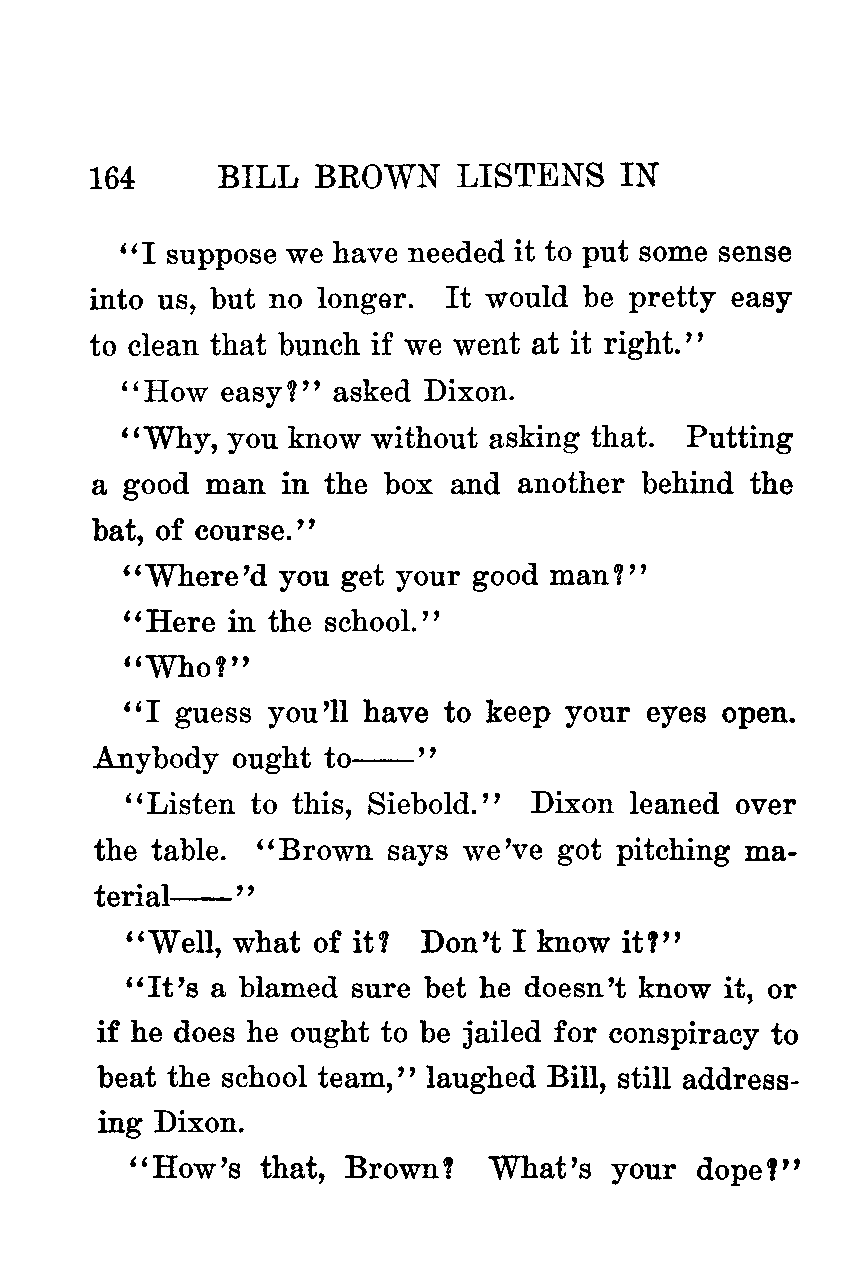 164 BILL BROWN LISTENS IN
“I suppose we have needed it to put some sense
into us, but no longer. It would be pretty easy
to clean that bunch if we went at it right.”
“How easy?” asked Dixon.
“Why, you know without asking that. Putting
a good man in the box and another behind the
bat, of course.”
“Where’d you get your good man?”
“Here in the school.”
“Who?”
“I guess you’ll have to keep your eyes open.
Anybody ought to——”
“Listen to this, Siebold.” Dixon leaned over
the table. “Brown says we’ve got pitching ma-
terial——”
“Well, what of it? Don’t I know it?”
“It’s a blamed sure bet he doesn’t know it, or
if he does he ought to be jailed for conspiracy to
beat the school team,” laughed Bill, still address-
ing Dixon.
“How’s that, Brown? What’s your dope?”